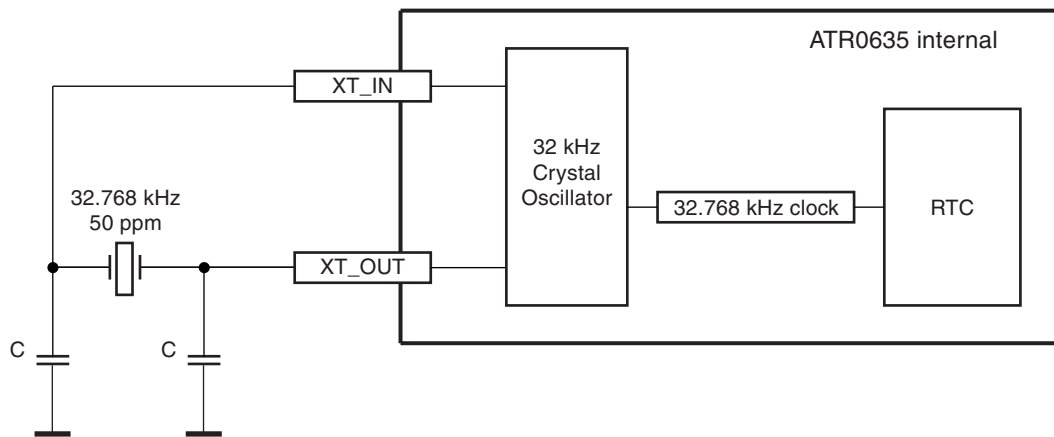 ATR0635 internal
XT_IN
32 kHz
Crystal
Oscillator
32.768 kHz
50 ppm
32.768 kHz clock
RTC
XT_OUT
C
C